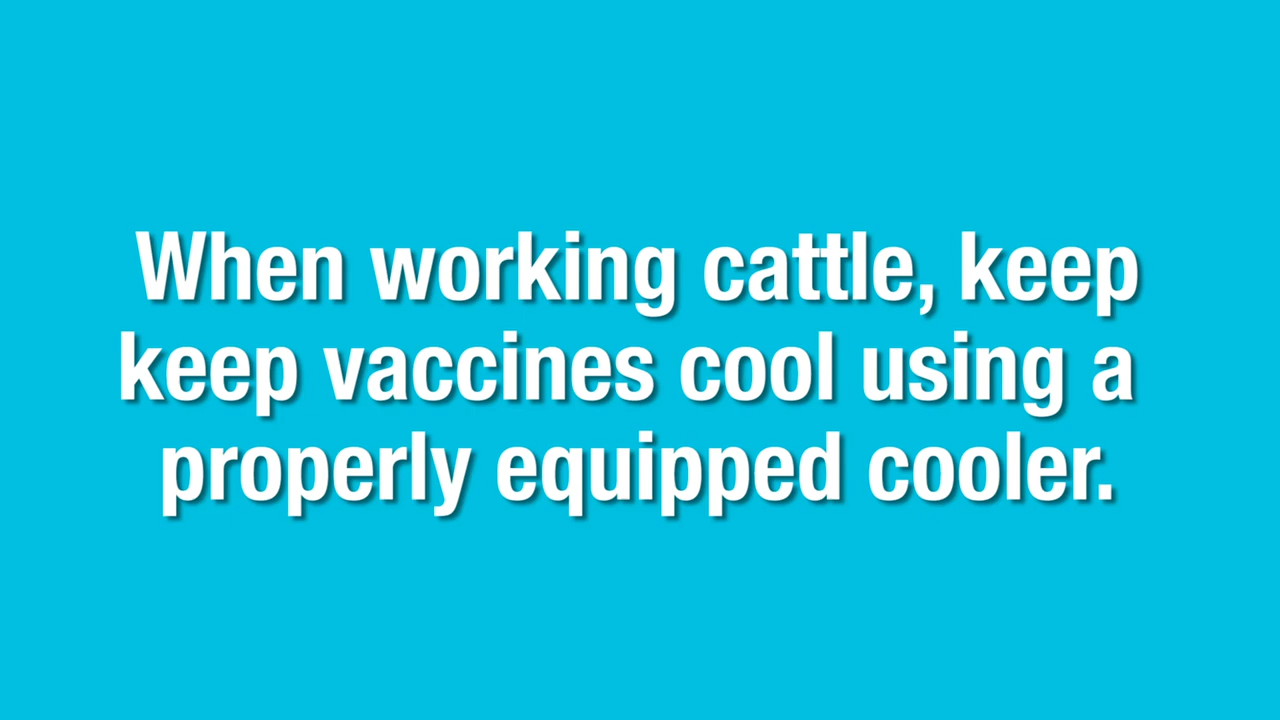 When working cattle, keep
keep vaccines cool using a
properly equipped cooler.